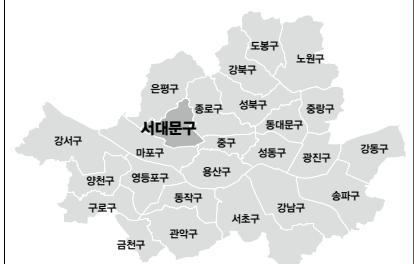 도봉구
노원구
강북구
은평구
성북구
종로구
중랑구
동대문구
서대문구
강서구
중구
강동구
마포구
성동구
광진구
용산구
양천구
영등포구
동작구
송파구
구로구
강남구
서초구
관악구
금천구